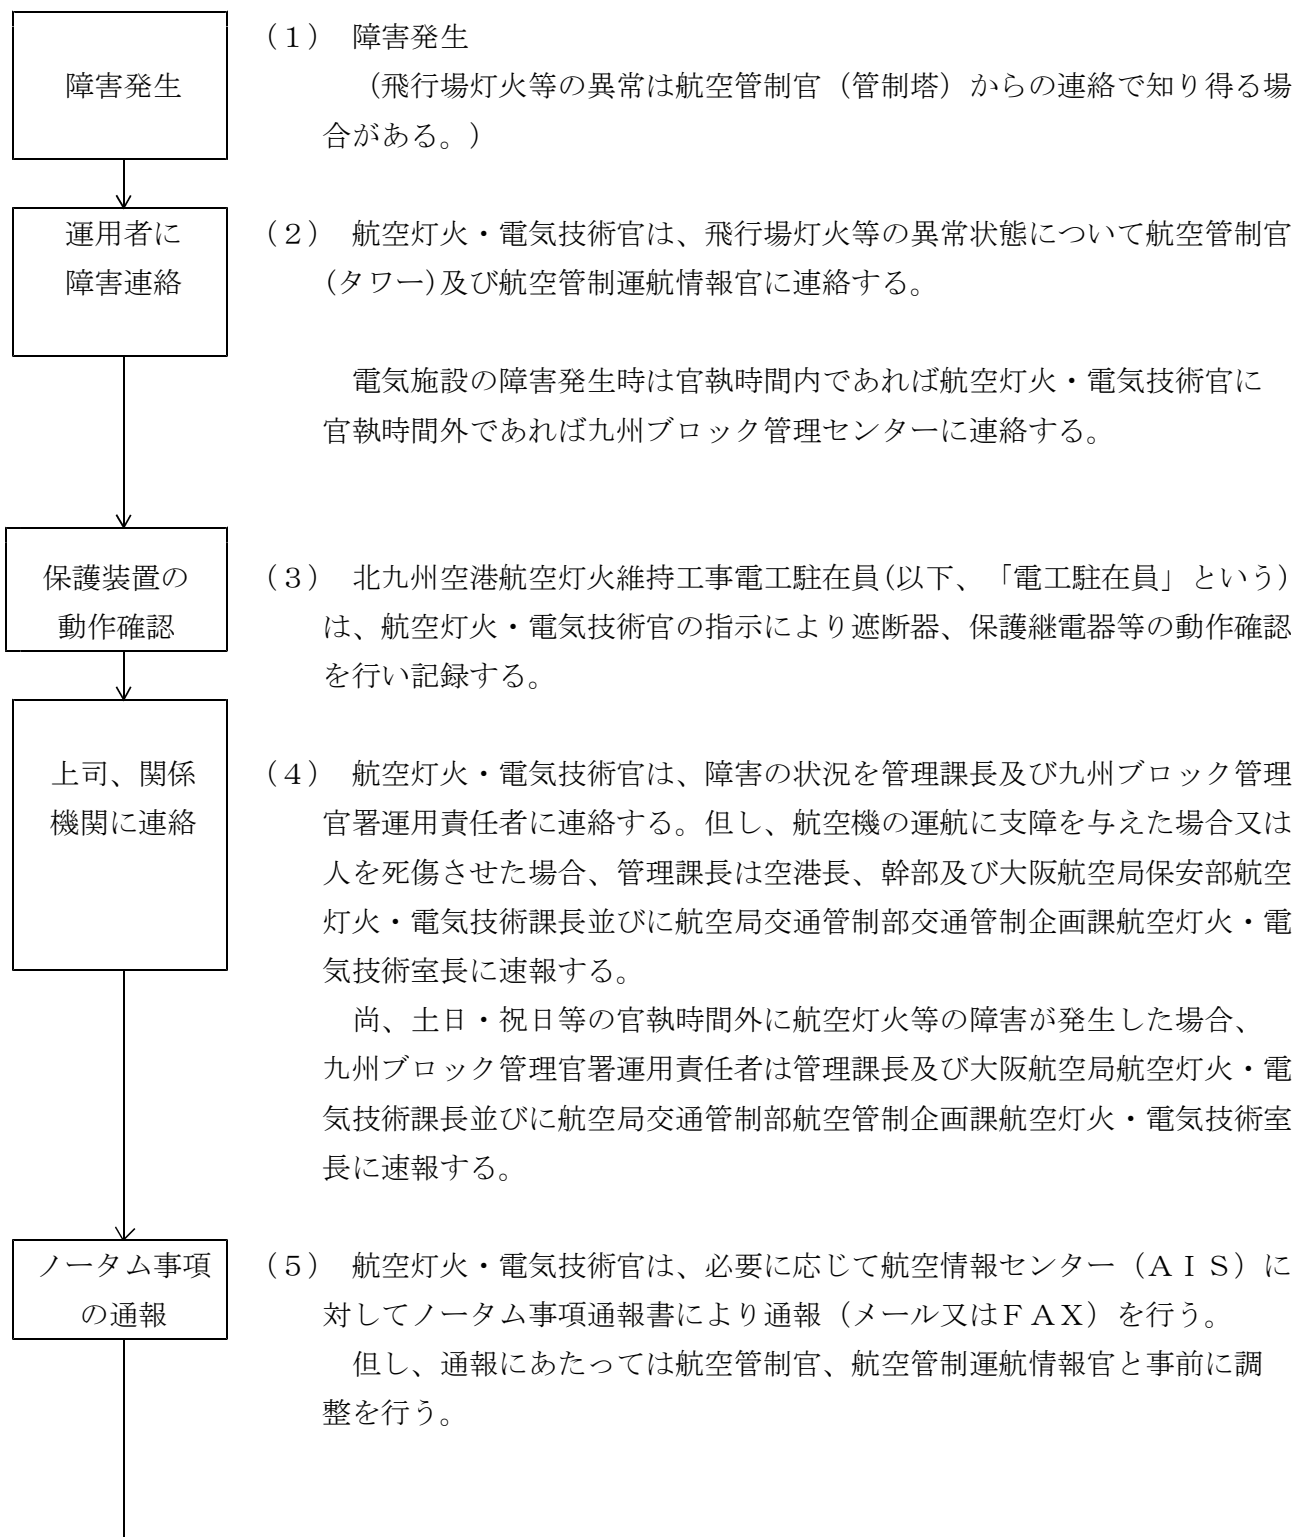 障害発生
(1) 障害発生
(飛行場灯火等の異常は航空管制官(管制塔)からの連絡で知り得る場
合がある。)
運用者に
障害連絡
(2) 航空灯火・電気技術官は、飛行場灯火等の異常状態について航空管制官
(タワー)及び航空管制運航情報官に連絡する。
電気施設の障害発生時は官執時間内であれば航空灯火・電気技術官に
官執時間外であれば九州ブロック管理センターに連絡する。
保護装置の
動作確認
(3) 北九州空港航空灯火維持工事電工駐在員(以下、「電工駐在員」という)
は、航空灯火・電気技術官の指示により遮断器、保護継電器等の動作確認
を行い記録する。
上司、関係
機関に連絡
(4) 航空灯火・電気技術官は、障害の状況を管理課長及び九州ブロック管理
官署運用責任者に連絡する。但し、航空機の運航に支障を与えた場合又は
人を死傷させた場合、管理課長は空港長、幹部及び大阪航空局保安部航空
灯火・電気技術課長並びに航空局交通管制部交通管制企画課航空灯火・電
気技術室長に速報する。
尚、土日・祝日等の官執時間外に航空灯火等の障害が発生した場合、
九州ブロック管理官署運用責任者は管理課長及び大阪航空局航空灯火・電
気技術課長並びに航空局交通管制部航空管制企画課航空灯火・電気技術室
長に速報する。
ノータム事項
の通報
(5) 航空灯火・電気技術官は、必要に応じて航空情報センター(AIS)に
対してノータム事項通報書により通報(メール又はFAX)を行う。
但し、通報にあたっては航空管制官、航空管制運航情報官と事前に調
整を行う。